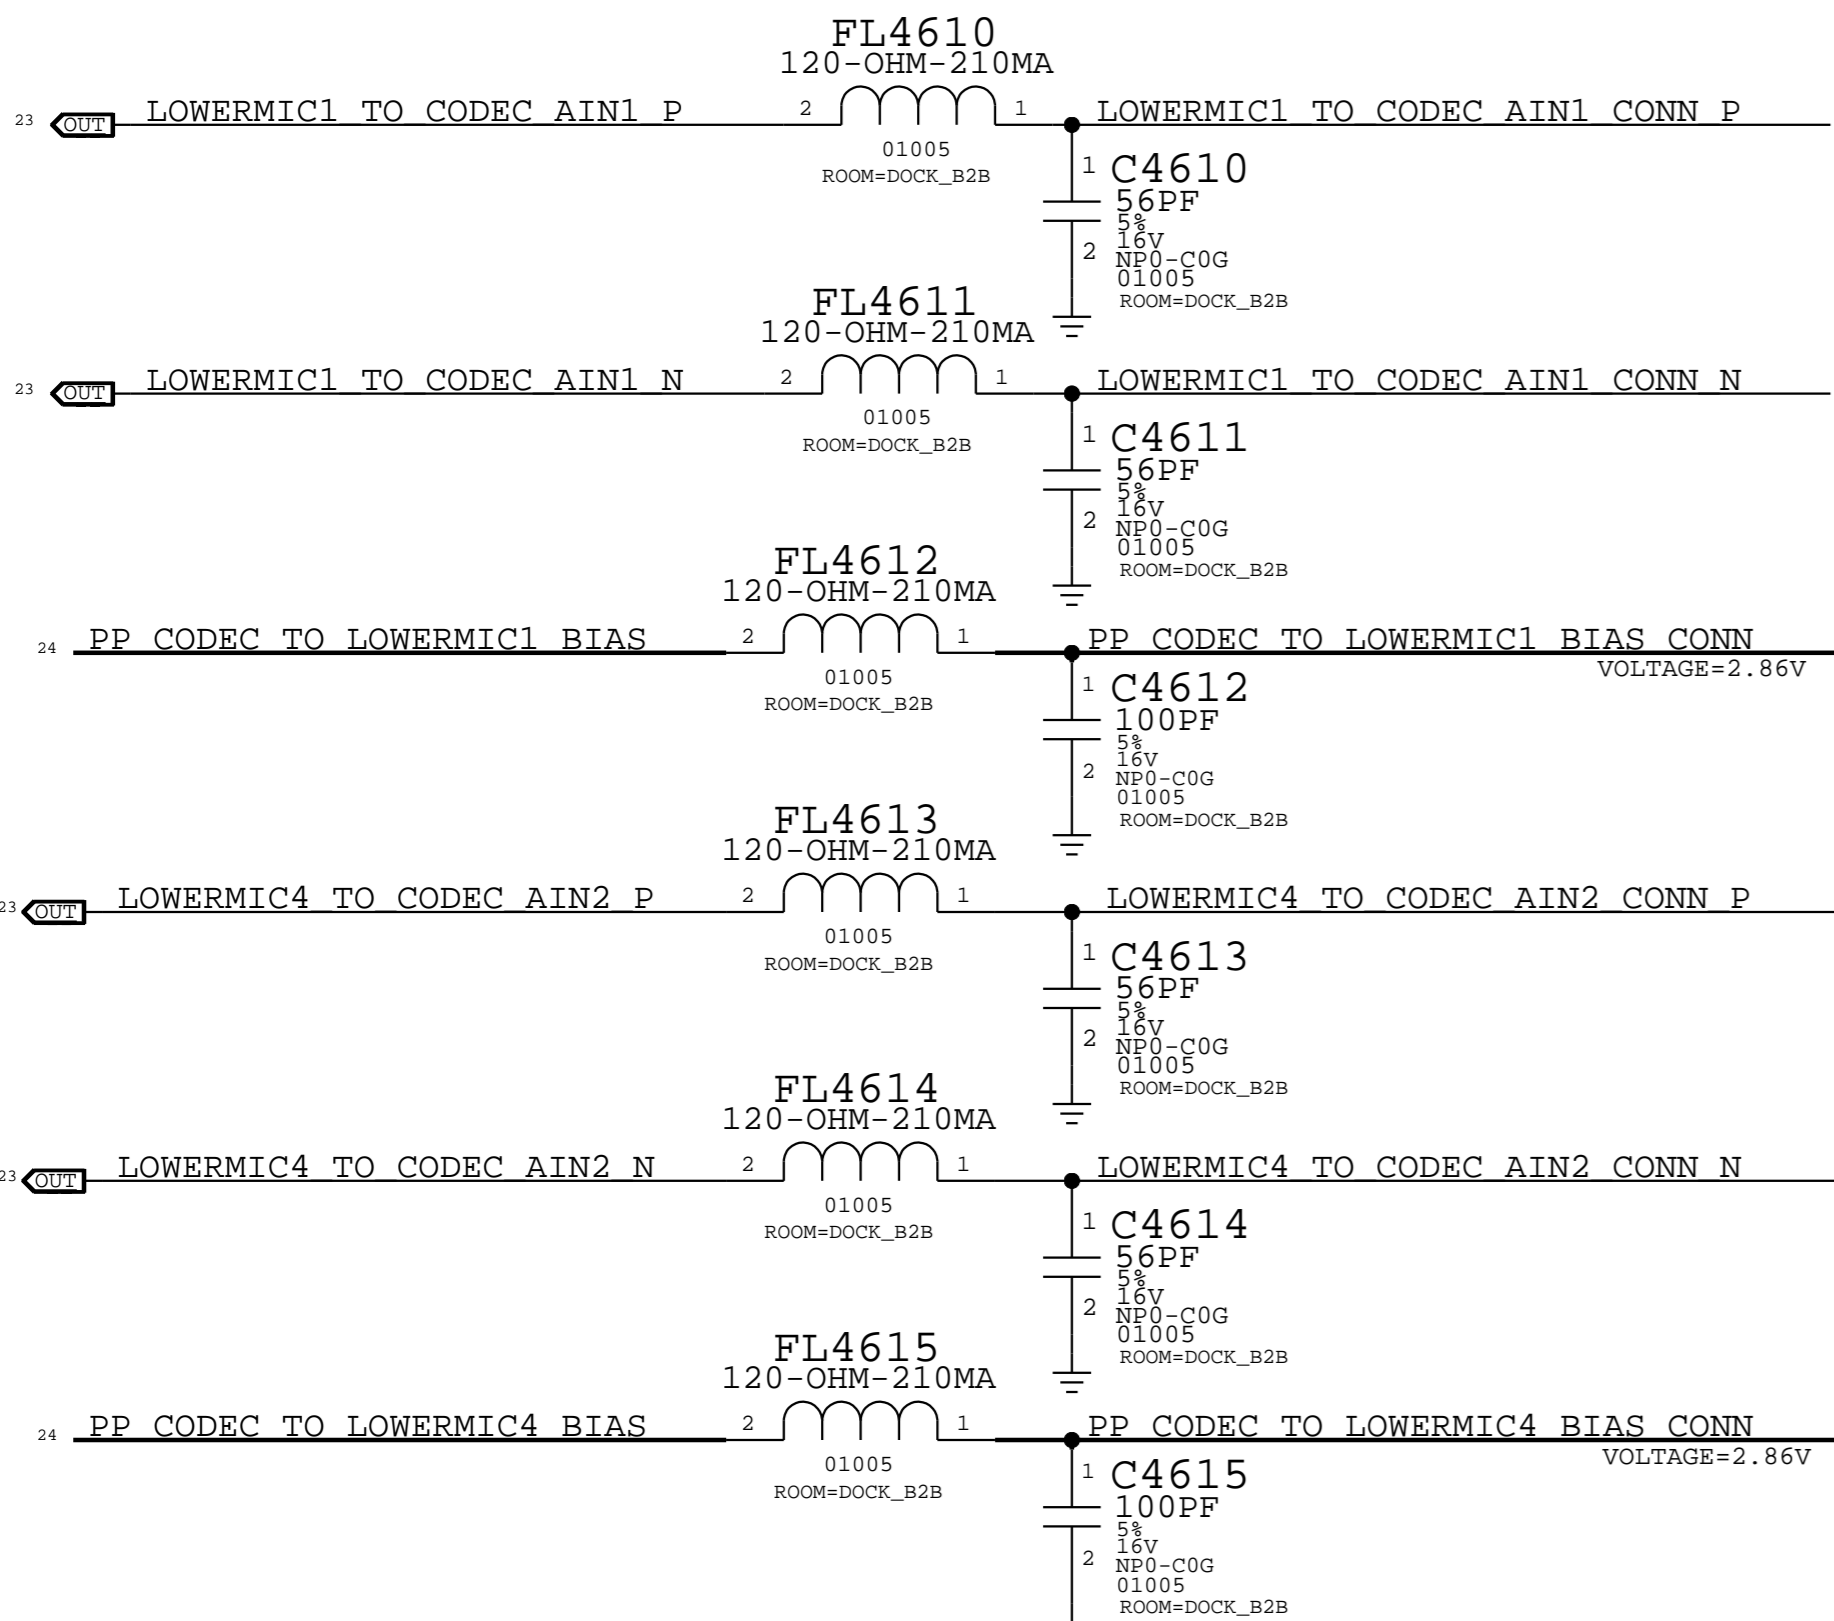 FL4610
120-OHM-210MA
23 OUT LOWERMIC1_TO_CODEC_AIN1_P 2 1 LOWERMIC1_TO_CODEC_AIN1_CONN_P
01005
ROOM=DOCK_B2B
1 C4610
56PF
5%
16V
2 NP0-C0G
01005
ROOM=DOCK_B2B
FL4611
120-OHM-210MA
23 OUT LOWERMIC1_TO_CODEC_AIN1_N 2 1 LOWERMIC1_TO_CODEC_AIN1_CONN_N
01005
ROOM=DOCK_B2B
1 C4611
56PF
5%
16V
2 NP0-C0G
01005
ROOM=DOCK_B2B
FL4612
120-OHM-210MA
24 PP_CODEC_TO_LOWERMIC1_BIAS 2 1 PP_CODEC_TO_LOWERMIC1_BIAS_CONN
VOLTAGE=2.86V
01005
ROOM=DOCK_B2B
1 C4612
100PF
5%
16V
2 NP0-C0G
01005
ROOM=DOCK_B2B
FL4613
120-OHM-210MA
23 OUT LOWERMIC4_TO_CODEC_AIN2_P 2 1 LOWERMIC4_TO_CODEC_AIN2_CONN_P
01005
ROOM=DOCK_B2B
1 C4613
56PF
5%
16V
2 NP0-C0G
01005
ROOM=DOCK_B2B
FL4614
120-OHM-210MA
23 OUT LOWERMIC4_TO_CODEC_AIN2_N 2 1 LOWERMIC4_TO_CODEC_AIN2_CONN_N
01005
ROOM=DOCK_B2B
1 C4614
56PF
5%
16V
2 NP0-C0G
01005
ROOM=DOCK_B2B
FL4615
120-OHM-210MA
24 PP_CODEC_TO_LOWERMIC4_BIAS 2 1 PP_CODEC_TO_LOWERMIC4_BIAS_CONN
VOLTAGE=2.86V
01005
ROOM=DOCK_B2B
1 C4615
100PF
5%
16V
2 NP0-C0G
01005
ROOM=DOCK_B2B